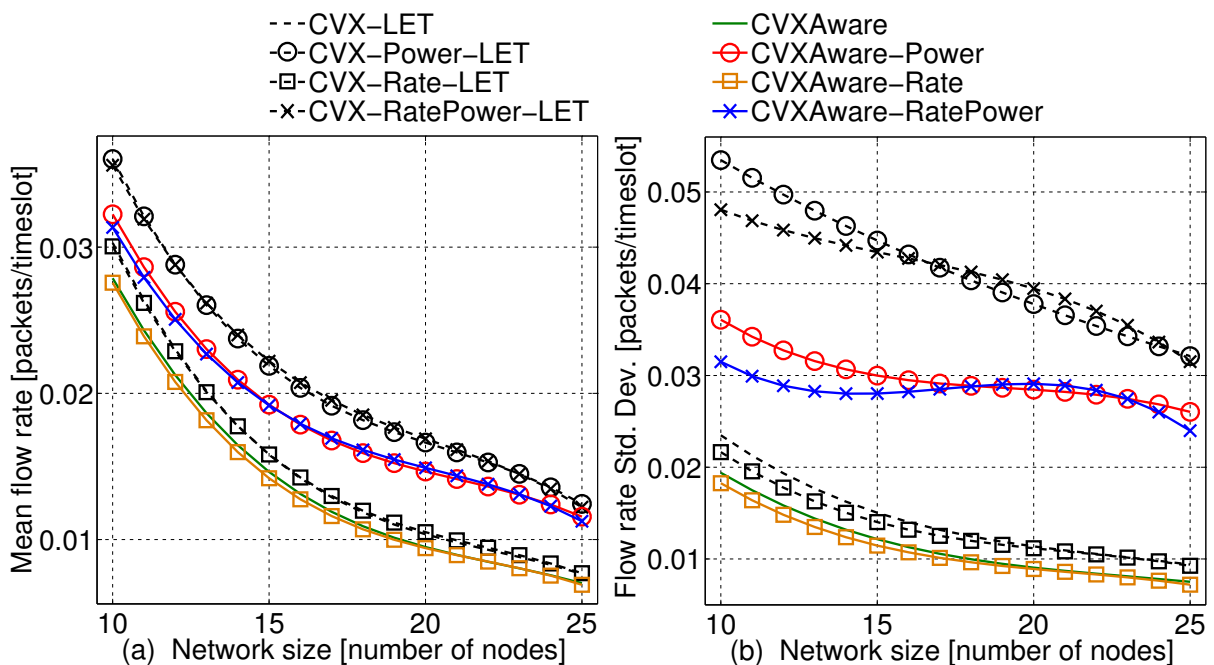 CVX−LET
CVX−Power−LET
CVX−Rate−LET
CVX−RatePower−LET
CVXAware
CVXAware−Power
CVXAware−Rate
CVXAware−RatePower
Mean flow rate [packets/timeslot]
0.03
0.02
0.01
10 15 20 25
(a) Network size [number of nodes]
Flow rate Std. Dev. [packets/timeslot]
0.05
0.04
0.03
0.02
0.01
10 15 20 25
(b) Network size [number of nodes]